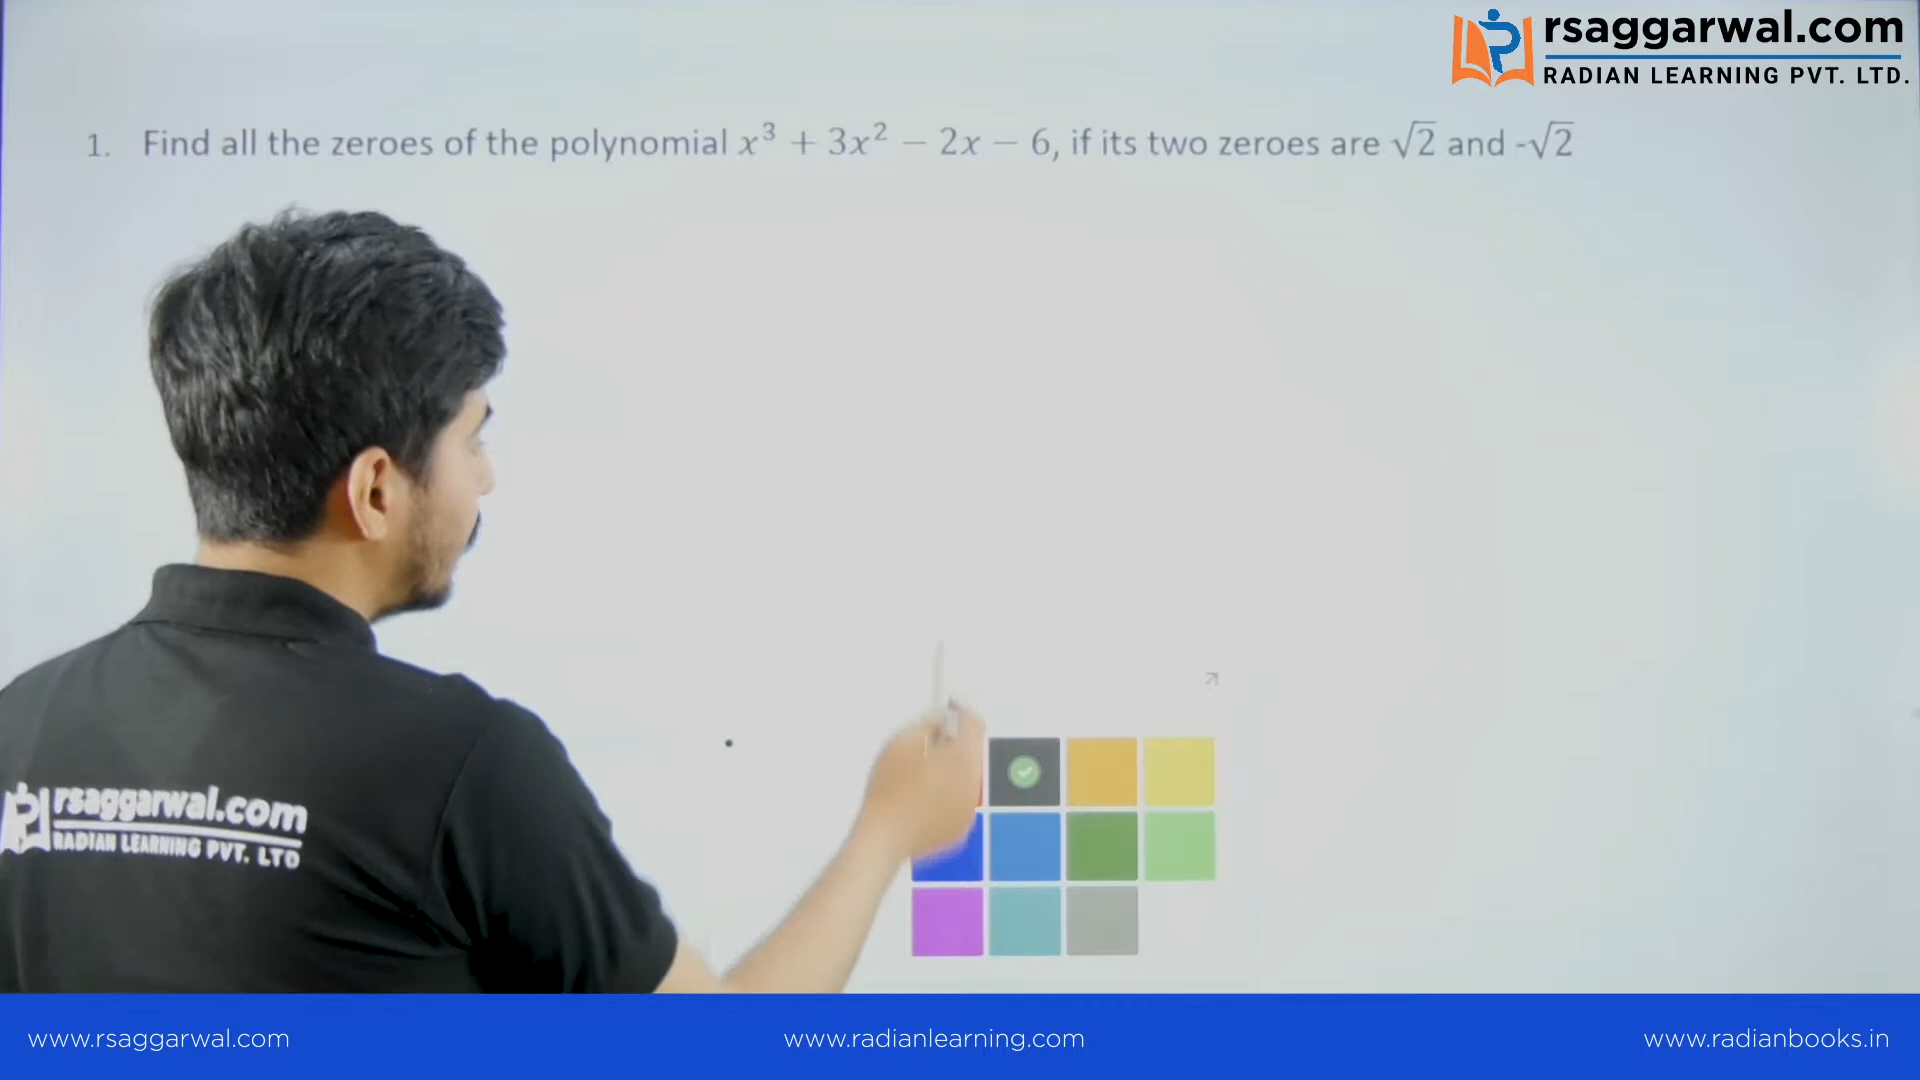 rsaggarwal.com
RADIAN LEARNING PVT. LTD.
1. Find all the zeroes of the polynomial x³ + 3x² − 2x − 6, if its two zeroes are √2 and -√2
rsaggarwal.com
RADIAN LEARNING PVT. LTD
www.rsaggarwal.com
www.radianlearning.com
www.radianbooks.in